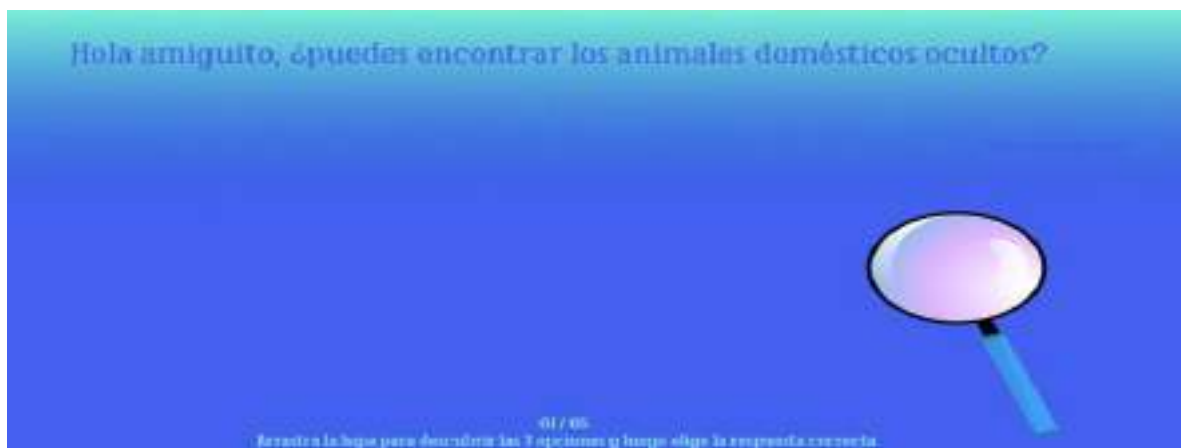 Hola amiguito, ¿puedes encontrar los animales domésticos ocultos?
01 / 05
Arrastra la lupa para descubrir las 3 opciones y luego elige la respuesta correcta